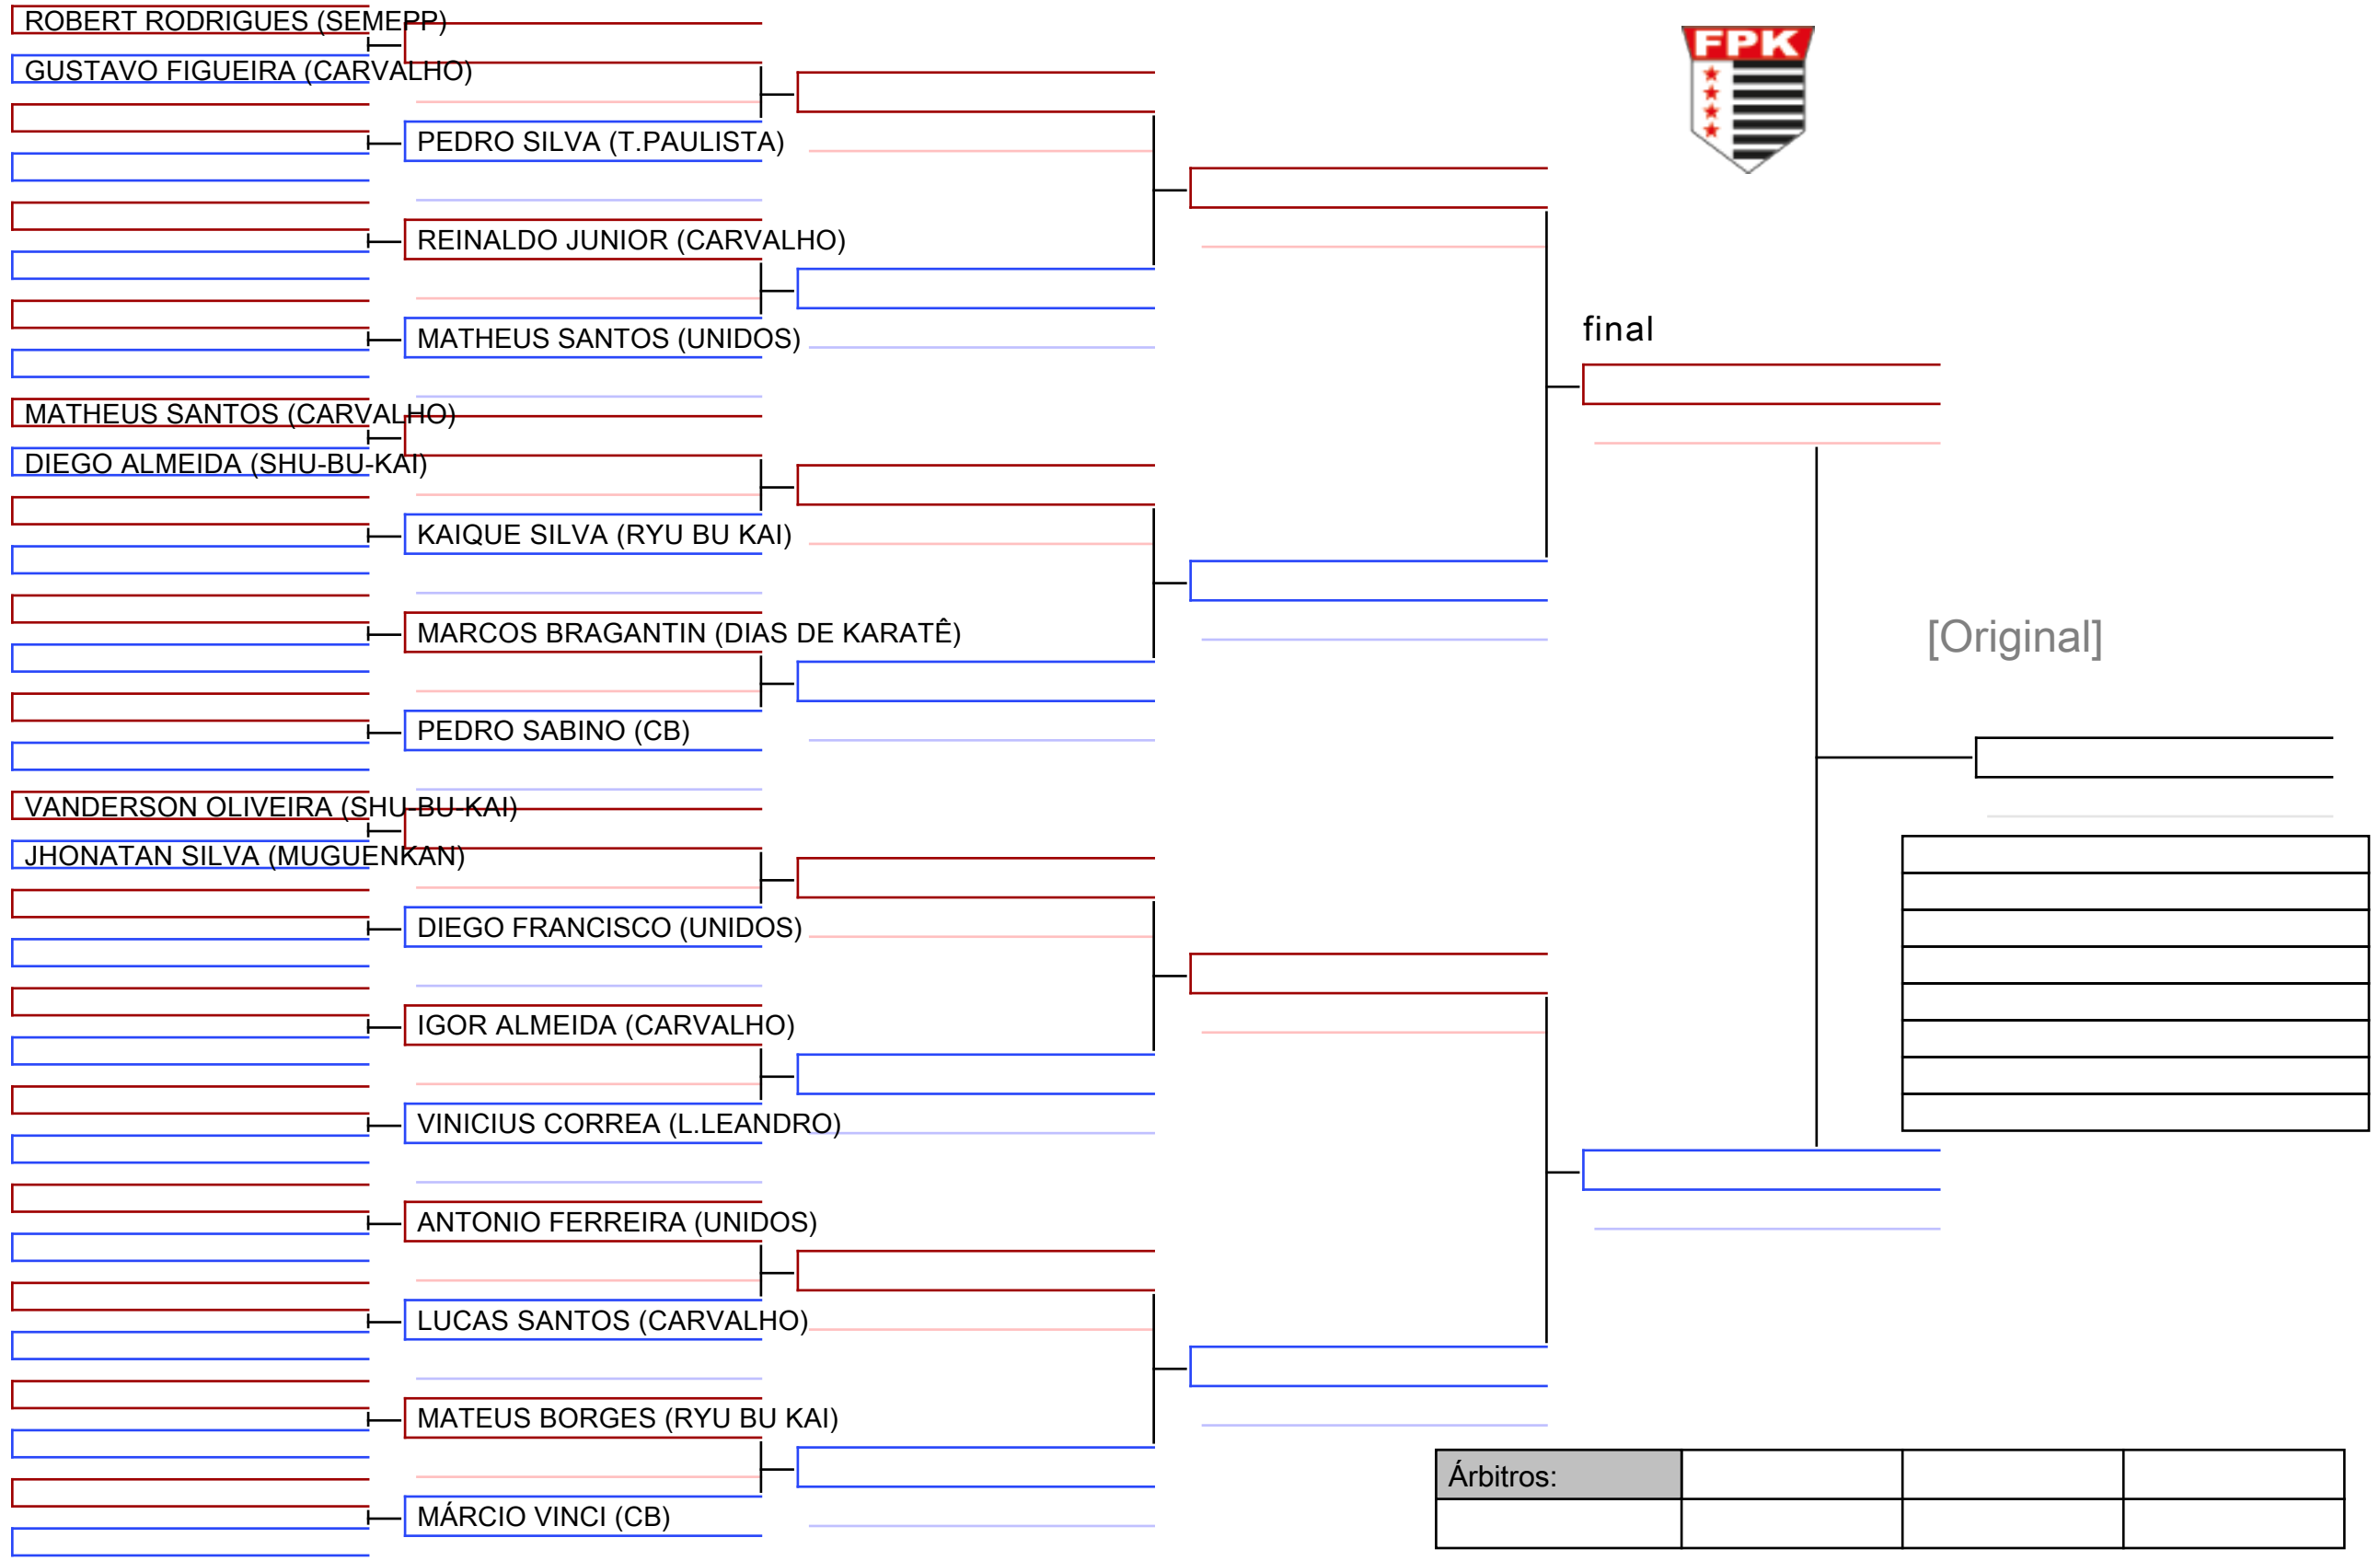 ROBERT RODRIGUES (SEMEPP)
GUSTAVO FIGUEIRA (CARVALHO)
FPK
PEDRO SILVA (T.PAULISTA)
REINALDO JUNIOR (CARVALHO)
MATHEUS SANTOS (UNIDOS)
final
MATHEUS SANTOS (CARVALHO)
DIEGO ALMEIDA (SHU-BU-KAI)
KAIQUE SILVA (RYU BU KAI)
MARCOS BRAGANTIN (DIAS DE KARATÊ)
[Original]
PEDRO SABINO (CB)
VANDERSON OLIVEIRA (SHU-BU-KAI)
JHONATAN SILVA (MUGUENKAN)
DIEGO FRANCISCO (UNIDOS)
IGOR ALMEIDA (CARVALHO)
VINICIUS CORREA (L.LEANDRO)
ANTONIO FERREIRA (UNIDOS)
LUCAS SANTOS (CARVALHO)
MATEUS BORGES (RYU BU KAI)
Árbitros:
MÁRCIO VINCI (CB)